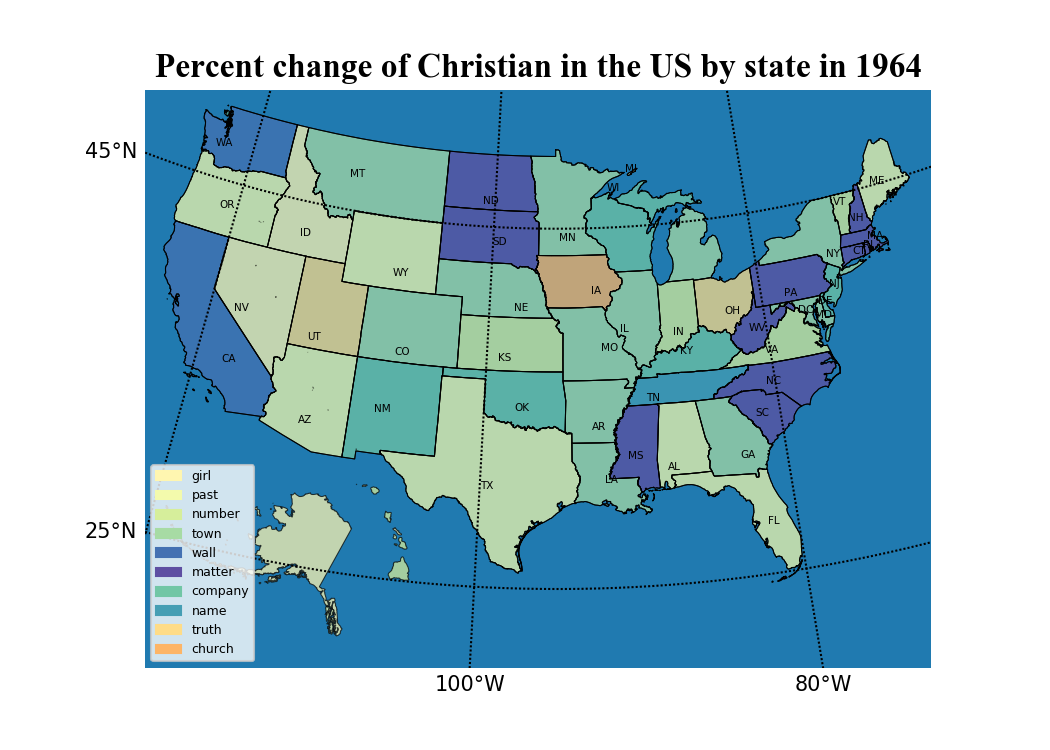 Percent change of Christian in the US by state in 1964
45°N
25°N
100°W
80°W
WA
MT
ND
MN
WI
MI
ME
VT
NH
OR
ID
SD
NY
MA
CT
WY
NE
IA
PA
NJ
NV
UT
CO
KS
MO
IL
IN
OH
WV
VA
DC
DE
MD
KY
CA
AZ
NM
OK
AR
TN
NC
SC
TX
LA
MS
AL
GA
FL
girl
past
number
town
wall
matter
company
name
truth
church